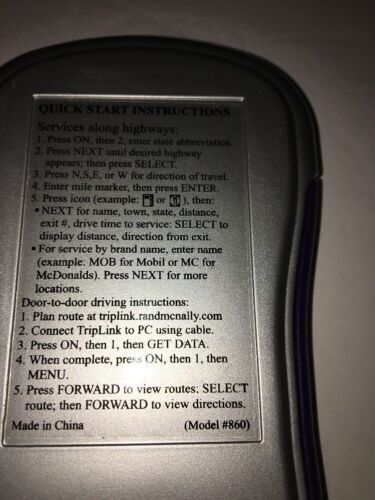 QUICK START INSTRUCTIONS
Services along highways:
1. Press ON, then 2, enter state abbreviation.
2. Press NEXT until desired highway
appears; then press SELECT.
3. Press N,S,E, or W for direction of travel.
4. Enter mile marker, then press ENTER.
5. Press icon (example: or ), then:
▪ NEXT for name, town, state, distance,
exit #, drive time to service: SELECT to
display distance, direction from exit.
▪ For service by brand name, enter name
(example: MOB for Mobil or MC for
McDonalds). Press NEXT for more
locations.
Door-to-door driving instructions:
1. Plan route at triplink.randmcnally.com
2. Connect TripLink to PC using cable.
3. Press ON, then 1, then GET DATA.
4. When complete, press ON, then 1, then
MENU.
5. Press FORWARD to view routes; SELECT
route; then FORWARD to view directions.
Made in China (Model #860)